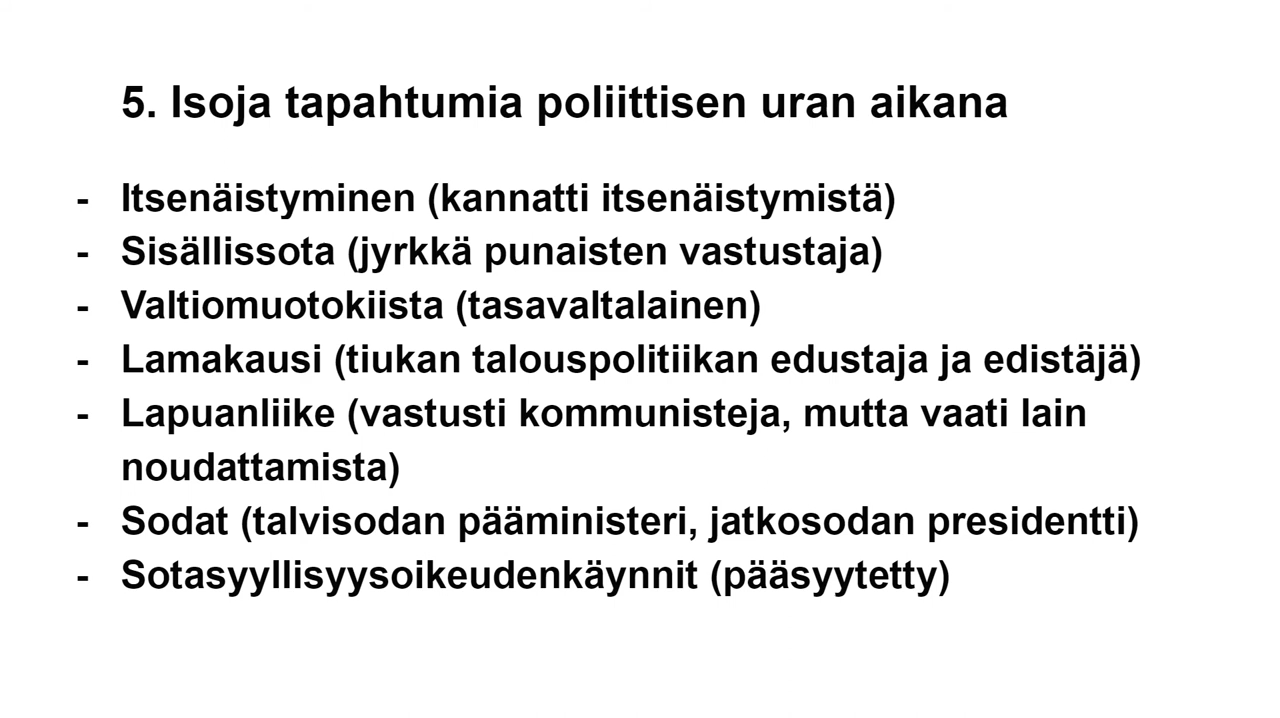 5. Isoja tapahtumia poliittisen uran aikana
- Itsenäistyminen (kannatti itsenäistymistä)
- Sisällissota (jyrkkä punaisten vastustaja)
- Valtiomuotokiista (tasavaltalainen)
- Lamakausi (tiukan talouspolitiikan edustaja ja edistäjä)
- Lapuanliike (vastusti kommunisteja, mutta vaati lain
noudattamista)
- Sodat (talvisodan pääministeri, jatkosodan presidentti)
- Sotasyyllisyysoikeudenkäynnit (pääsyytetty)